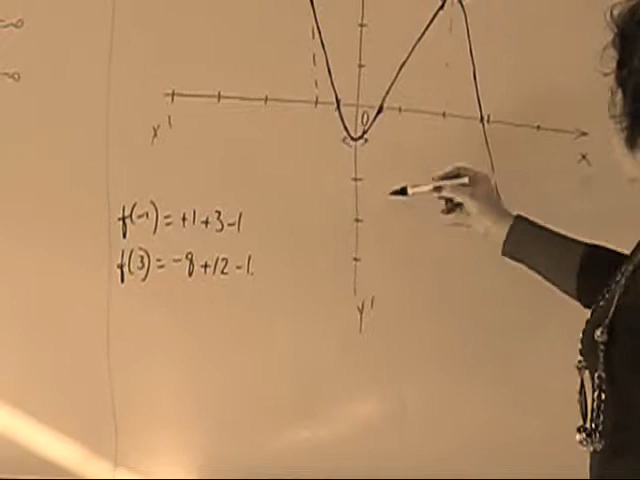 ∞
∞
x'
0
x
f(-1) = +1+3-1
f(3) = -8+12-1.
y'